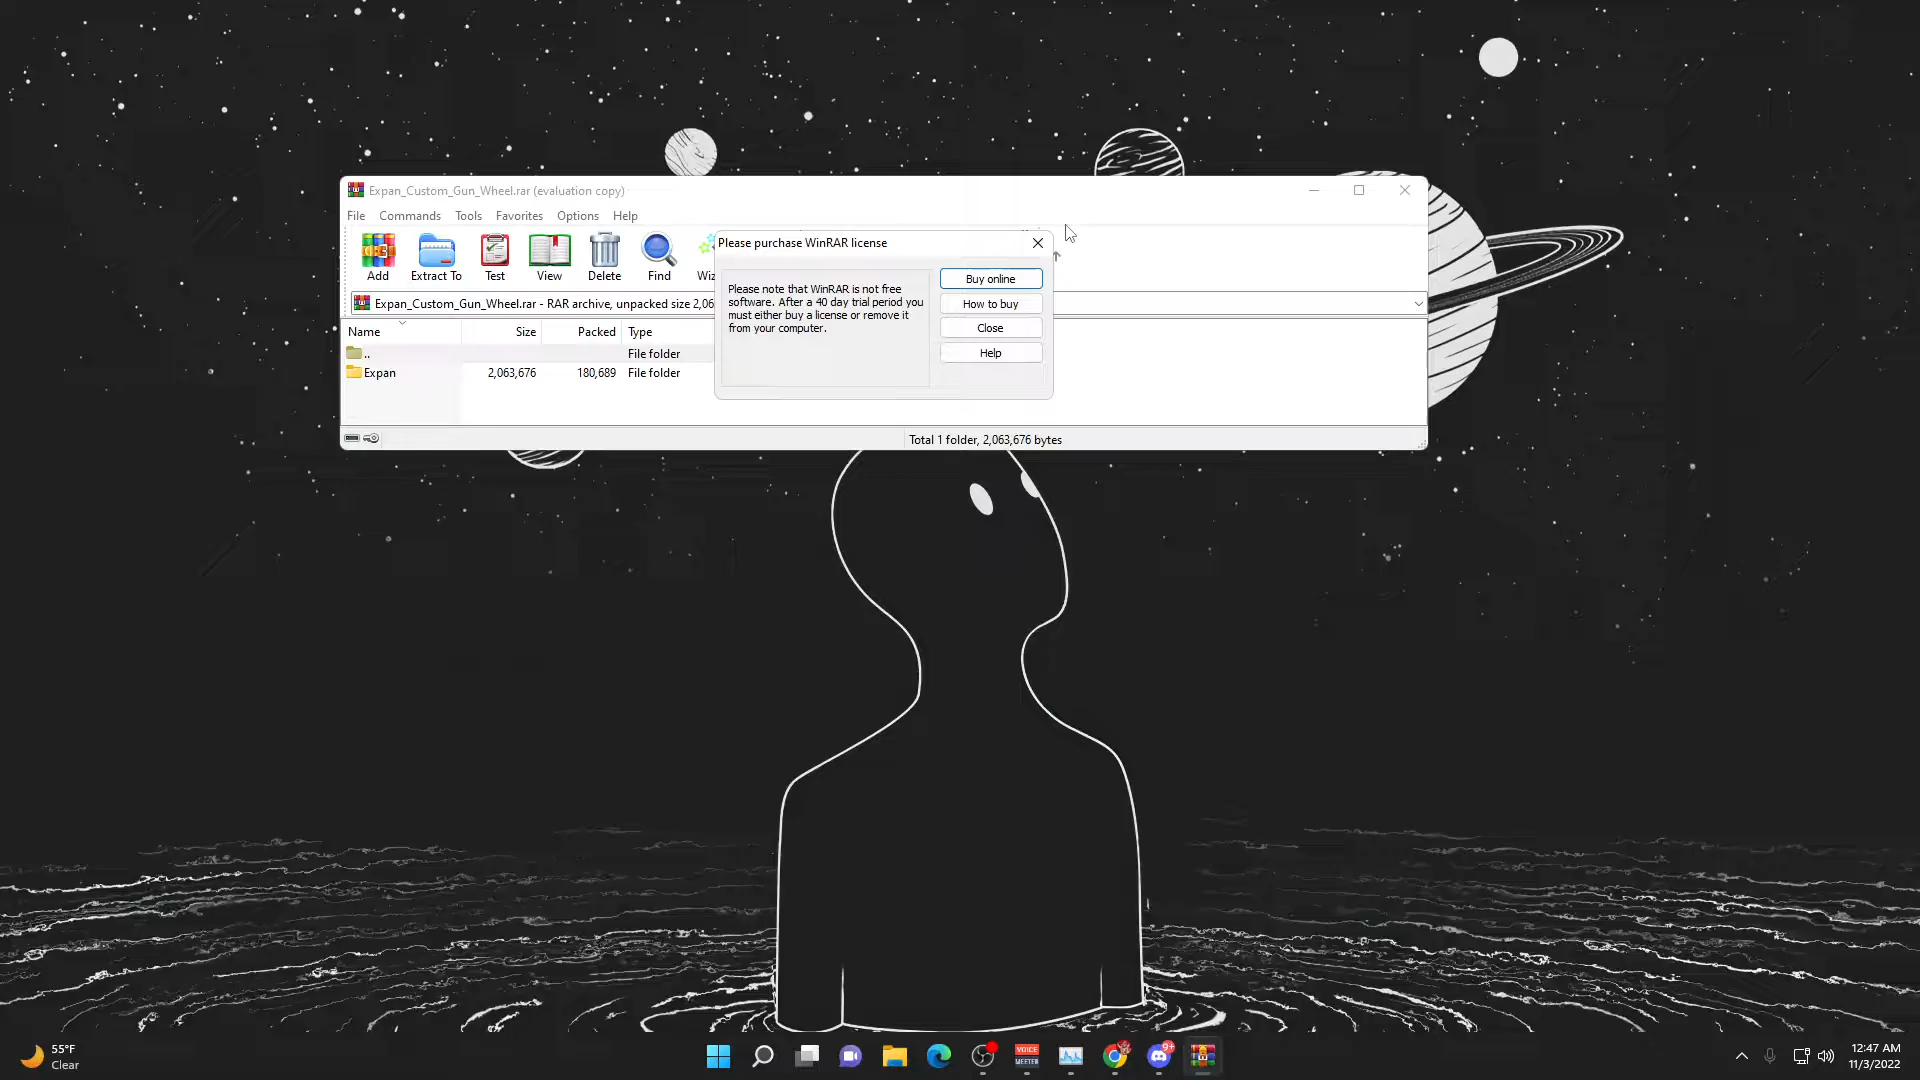 Expan_Custom_Gun_Wheel.rar (evaluation copy)
File Commands Tools Favorites Options Help
Add Extract To Test View Delete Find
Please purchase WinRAR license
Please note that WinRAR is not free
software. After a 40 day trial period you
must either buy a license or remove it
from your computer.
Buy online
How to buy
Close
Help
Expan_Custom_Gun_Wheel.rar - RAR archive, unpacked size 2,06
Name Size Packed Type
.. File folder
Expan 2,063,676 180,689 File folder
Total 1 folder, 2,063,676 bytes
55°F
Clear
VOICE
MEETER
9+
12:47 AM
11/3/2022